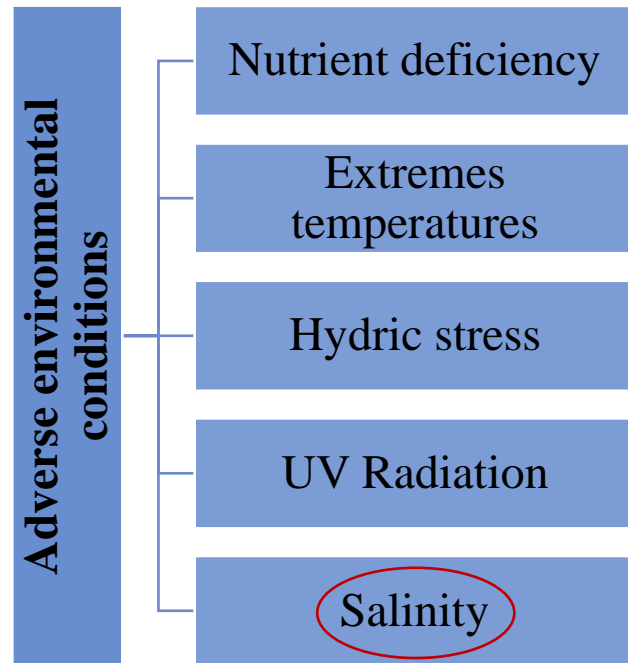 Adverse environmental
conditions
Nutrient deficiency
Extremes
temperatures
Hydric stress
UV Radiation
Salinity